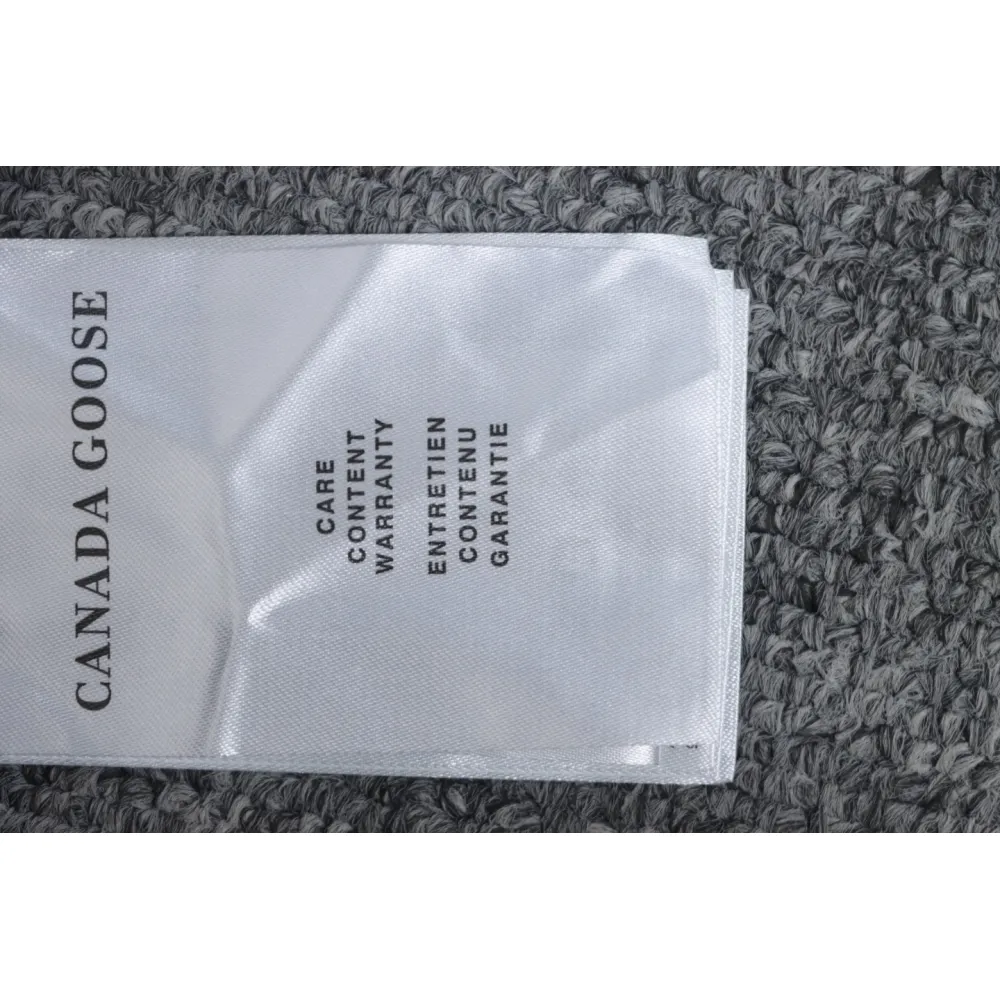 CANADA GOOSE
CARE
CONTENT
WARRANTY
ENTRETIEN
CONTENU
GARANTIE